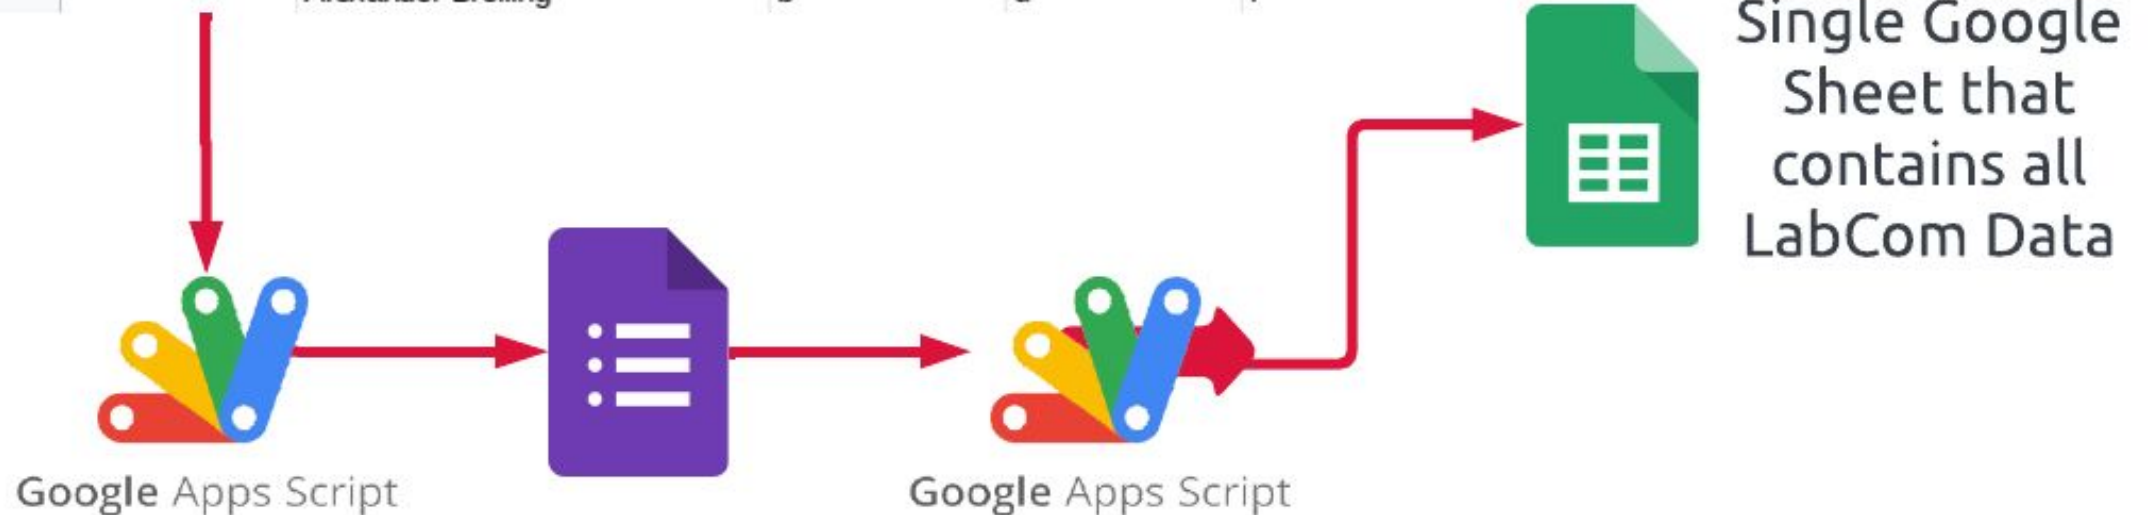 Single Google
Sheet that
contains all
LabCom Data
Google Apps Script
Google Apps Script